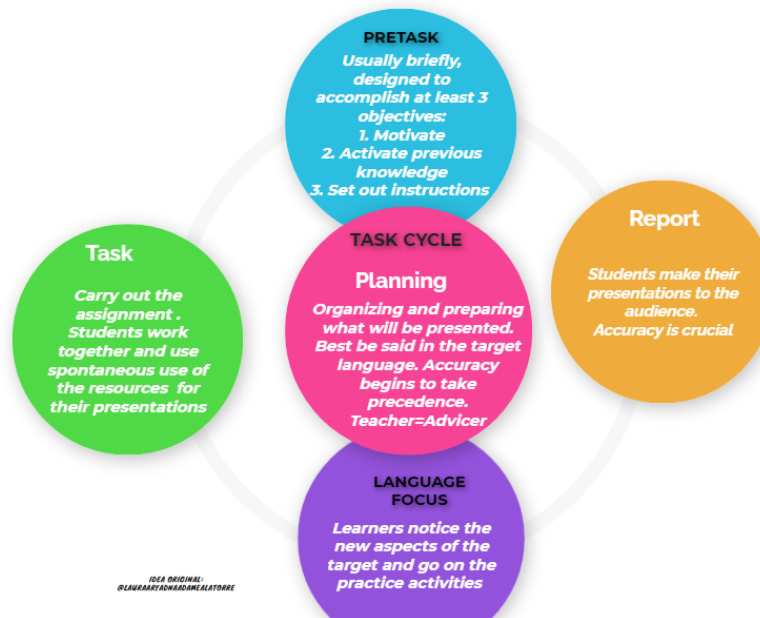 PRETASK
Usually briefly,
designed to
accomplish at least 3
objectives:
1. Motivate
2. Activate previous
knowledge
3. Set out instructions
Task
Carry out the
assignment .
Students work
together and use
spontaneous use of
the resources for
their presentations
TASK CYCLE
Planning
Organizing and preparing
what will be presented.
Best be said in the target
language. Accuracy
begins to take
precedence.
Teacher=Advicer
Report
Students make their
presentations to the
audience.
Accuracy is crucial
LANGUAGE
FOCUS
Learners notice the
new aspects of the
target and go on the
practice activities
IDEA ORIGINAL:
@LAURAARYADNAADAMEALATORRE